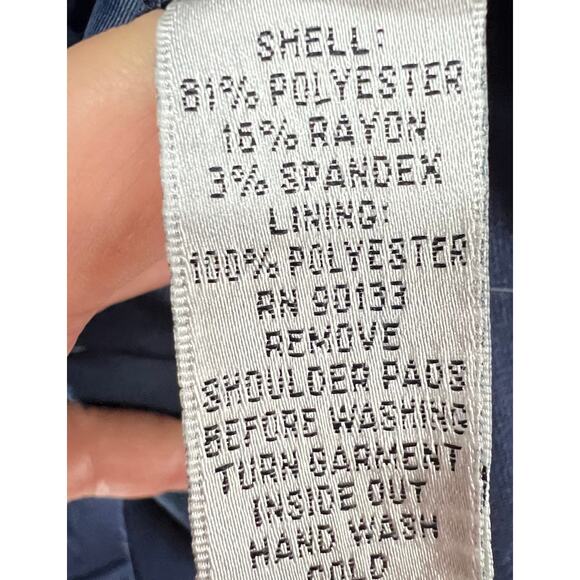 SHELL:
81% POLYESTER
16% RAYON
3% SPANDEX
LINING:
100% POLYESTER
RN 90133
REMOVE
SHOULDER PADS
BEFORE WASHING
TURN GARMENT
INSIDE OUT
HAND WASH
COLD